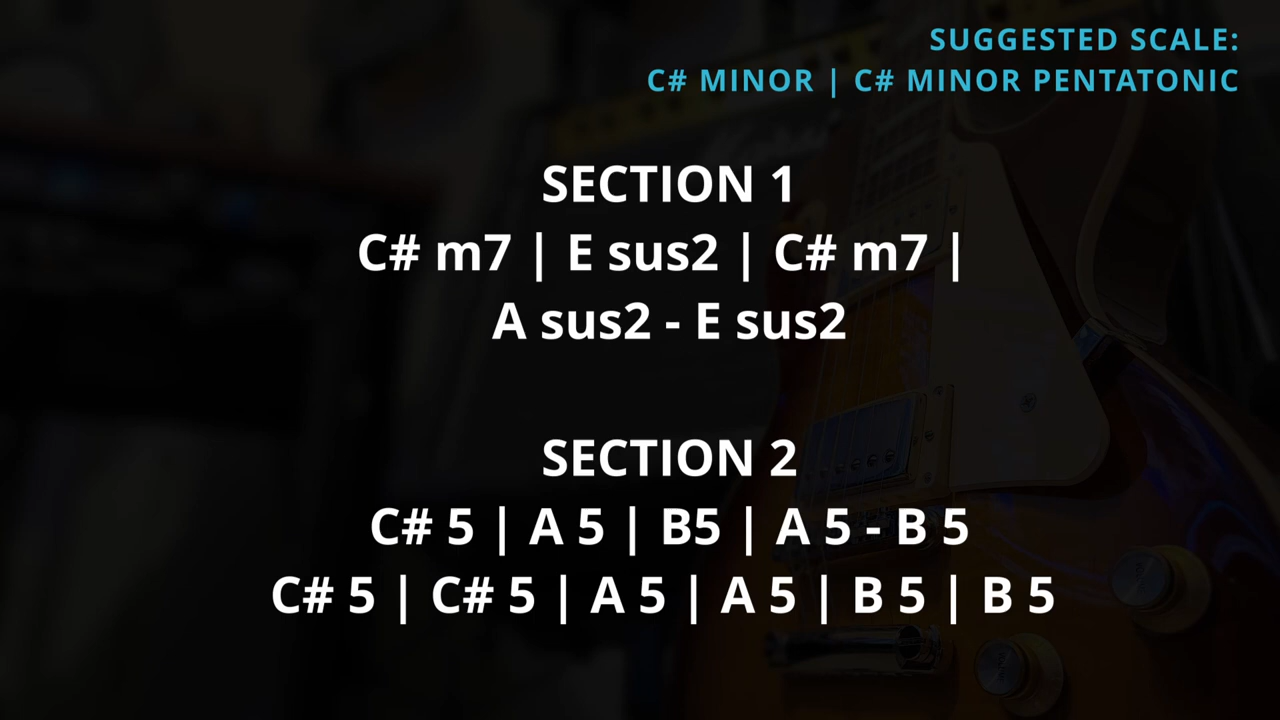 SUGGESTED SCALE:
C# MINOR | C# MINOR PENTATONIC
SECTION 1
C# m7 | E sus2 | C# m7 |
A sus2 - E sus2
SECTION 2
C# 5 | A 5 | B5 | A 5 - B 5
C# 5 | C# 5 | A 5 | A 5 | B 5 | B 5